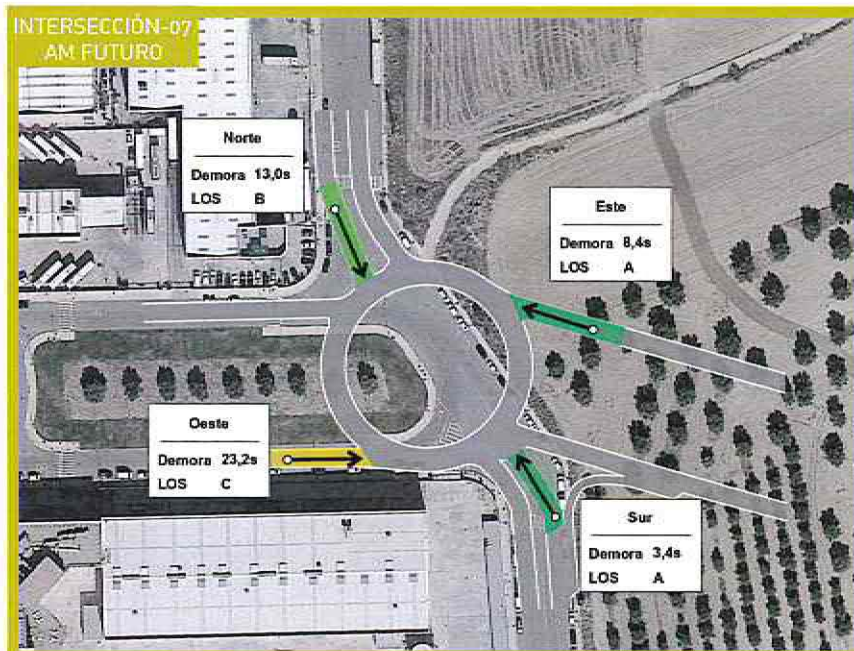 INTERSECCIÓN-07
AM FUTURO
Norte
Demora 13,0s
LOS B
Este
Demora 8,4s
LOS A
Oeste
Demora 23,2s
LOS C
Sur
Demora 3,4s
LOS A